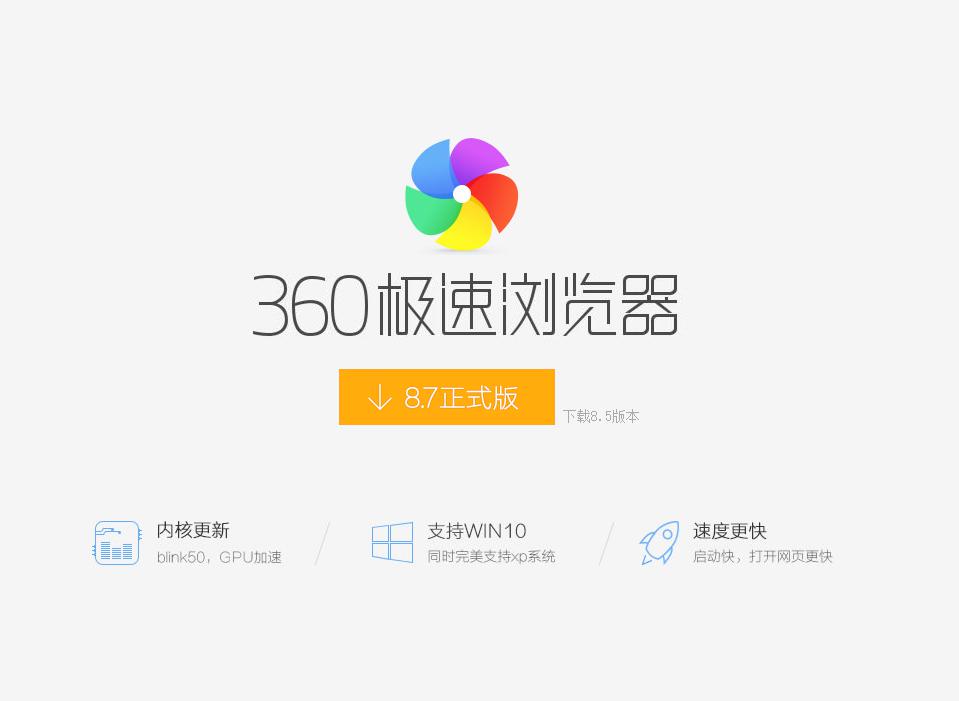 360极速浏览器
8.7正式版
下载8.5版本
内核更新
blink50，GPU加速
支持WIN10
同时完美支持xp系统
速度更快
启动快，打开网页更快